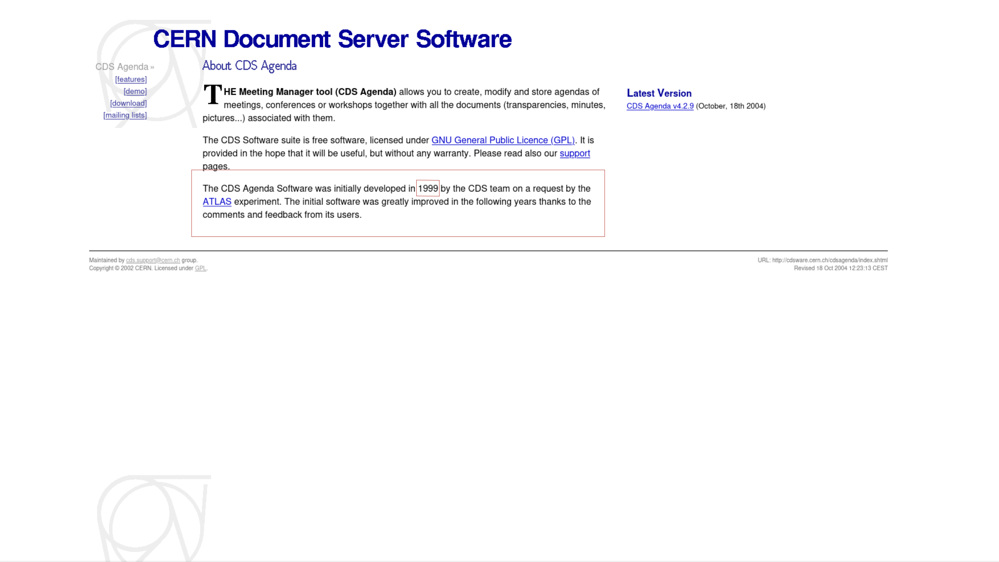 CERN Document Server Software
CDS Agenda »
[features]
[demo]
[download]
[mailing lists]
About CDS Agenda
THE Meeting Manager tool (CDS Agenda) allows you to create, modify and store agendas of
meetings, conferences or workshops together with all the documents (transparencies, minutes,
pictures...) associated with them.
The CDS Software suite is free software, licensed under GNU General Public Licence (GPL). It is
provided in the hope that it will be useful, but without any warranty. Please read also our support
pages.
The CDS Agenda Software was initially developed in 1999 by the CDS team on a request by the
ATLAS experiment. The initial software was greatly improved in the following years thanks to the
comments and feedback from its users.
Latest Version
CDS Agenda v4.2.9 (October, 18th 2004)
Maintained by cds.support@cern.ch group.
Copyright © 2002 CERN. Licensed under GPL.
URL: http://cdsware.cern.ch/cdsagenda/index.shtml
Revised 18 Oct 2004 12:23:13 CEST